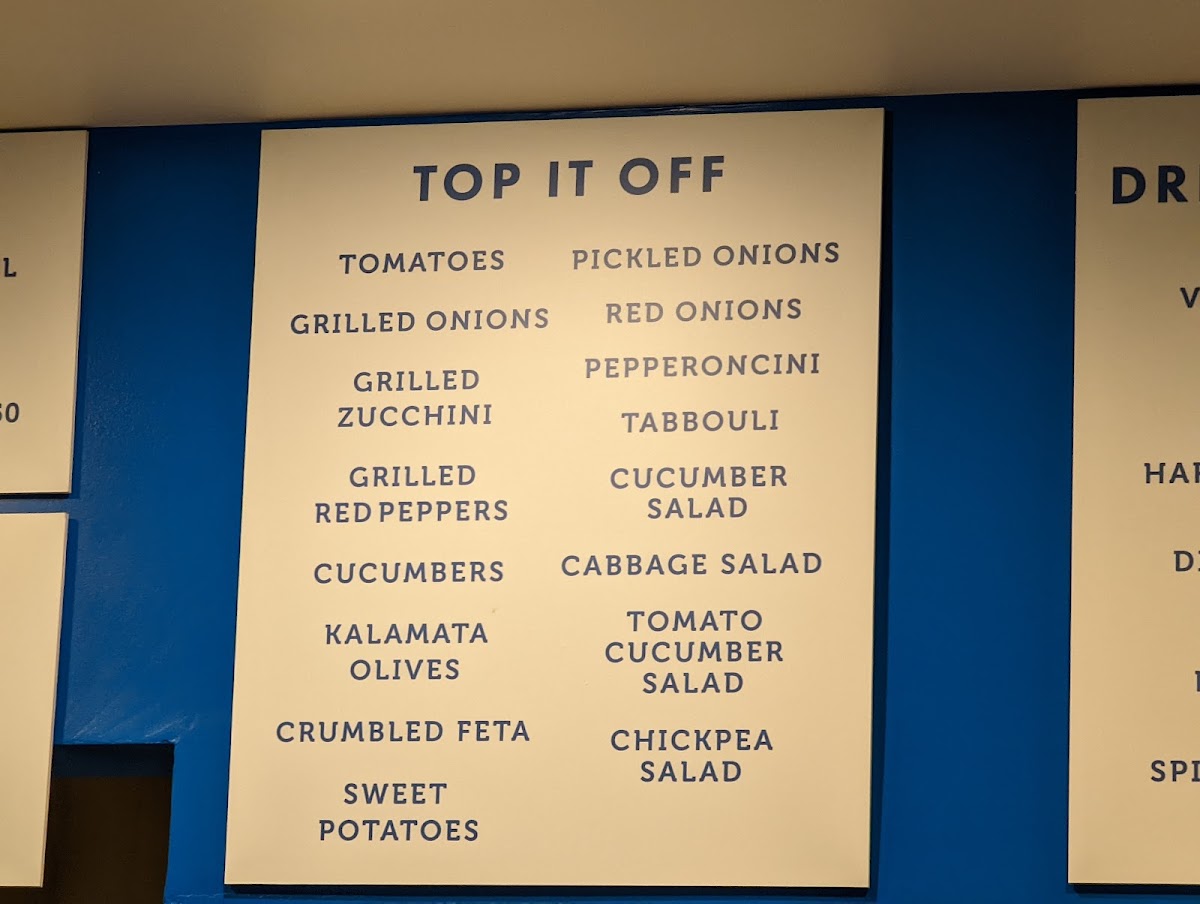 TOP IT OFF
TOMATOES
GRILLED ONIONS
GRILLED
ZUCCHINI
GRILLED
RED PEPPERS
CUCUMBERS
KALAMATA
OLIVES
CRUMBLED FETA
SWEET
POTATOES
PICKLED ONIONS
RED ONIONS
PEPPERONCINI
TABBOULI
CUCUMBER
SALAD
CABBAGE SALAD
TOMATO
CUCUMBER
SALAD
CHICKPEA
SALAD